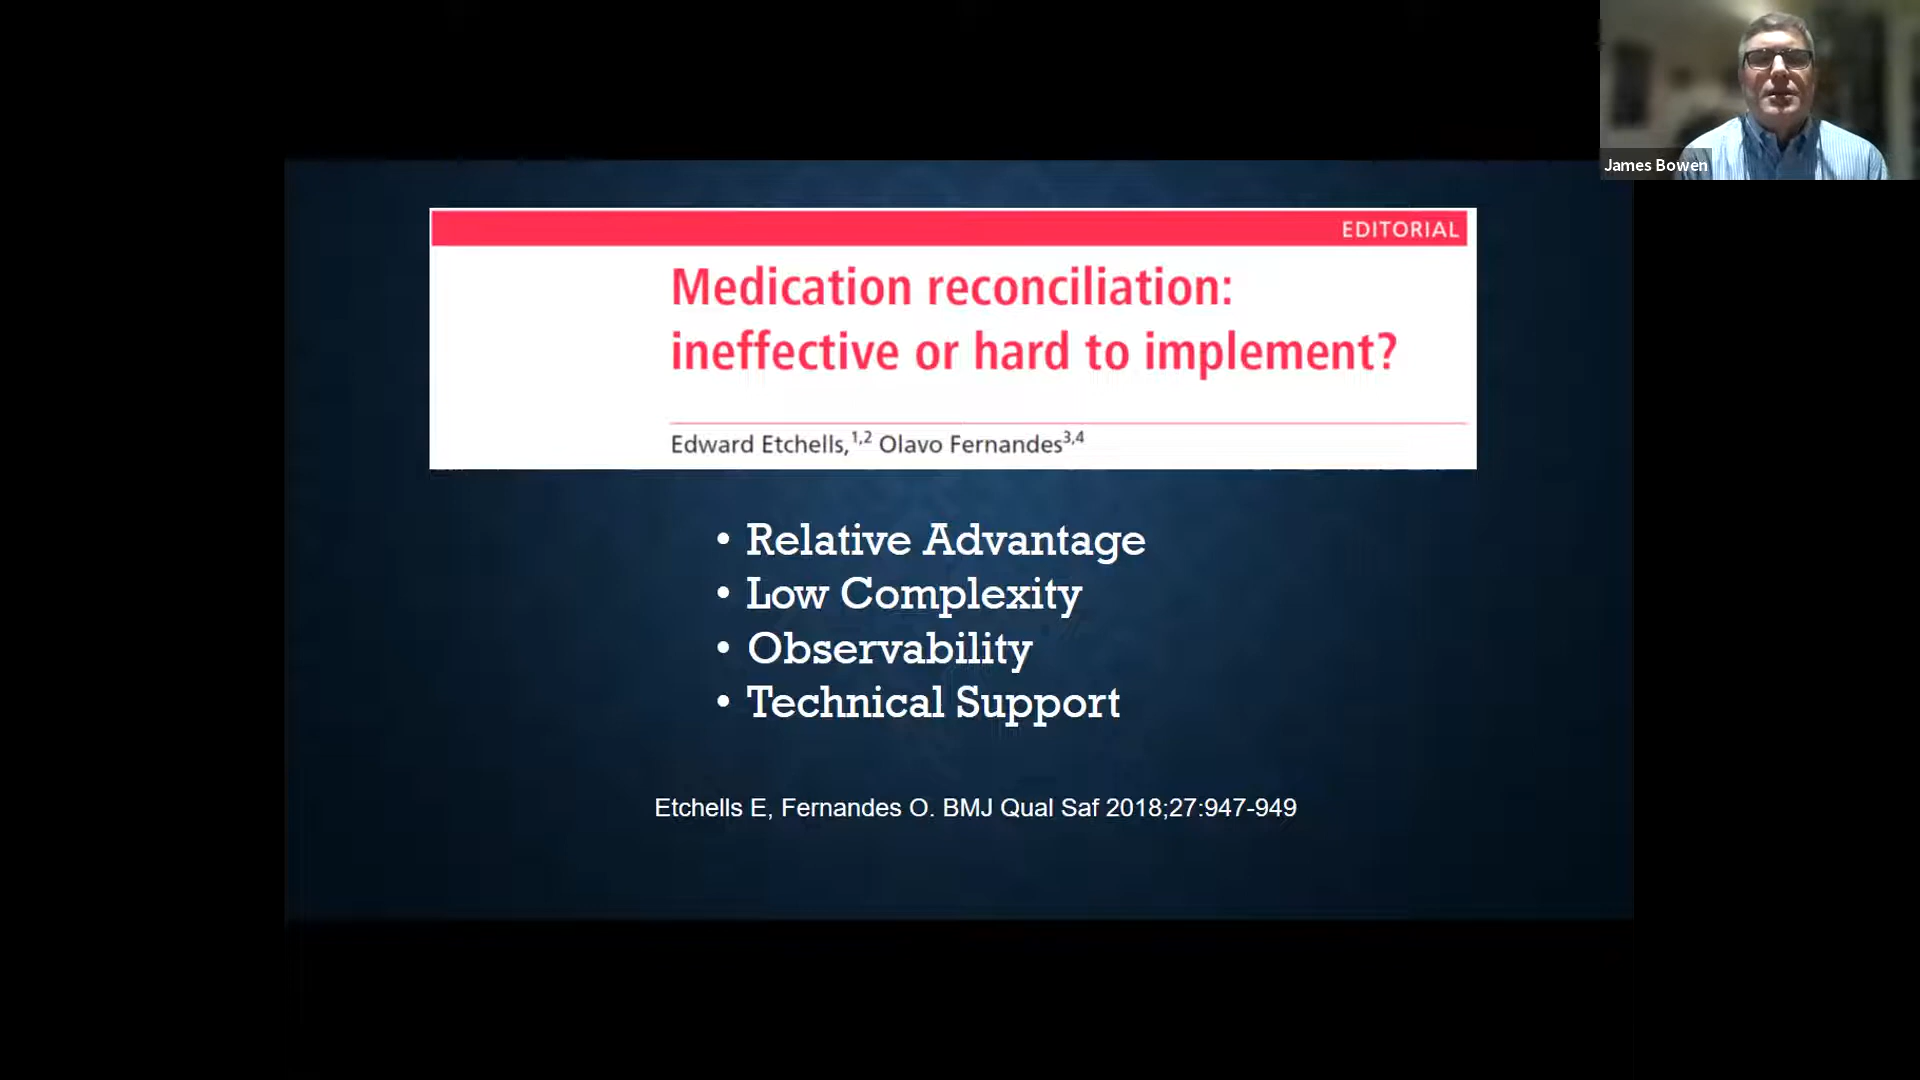 James Bowen
EDITORIAL
Medication reconciliation:
ineffective or hard to implement?
Edward Etchells,1,2 Olavo Fernandes3,4
• Relative Advantage
• Low Complexity
• Observability
• Technical Support
Etchells E, Fernandes O. BMJ Qual Saf 2018;27:947-949